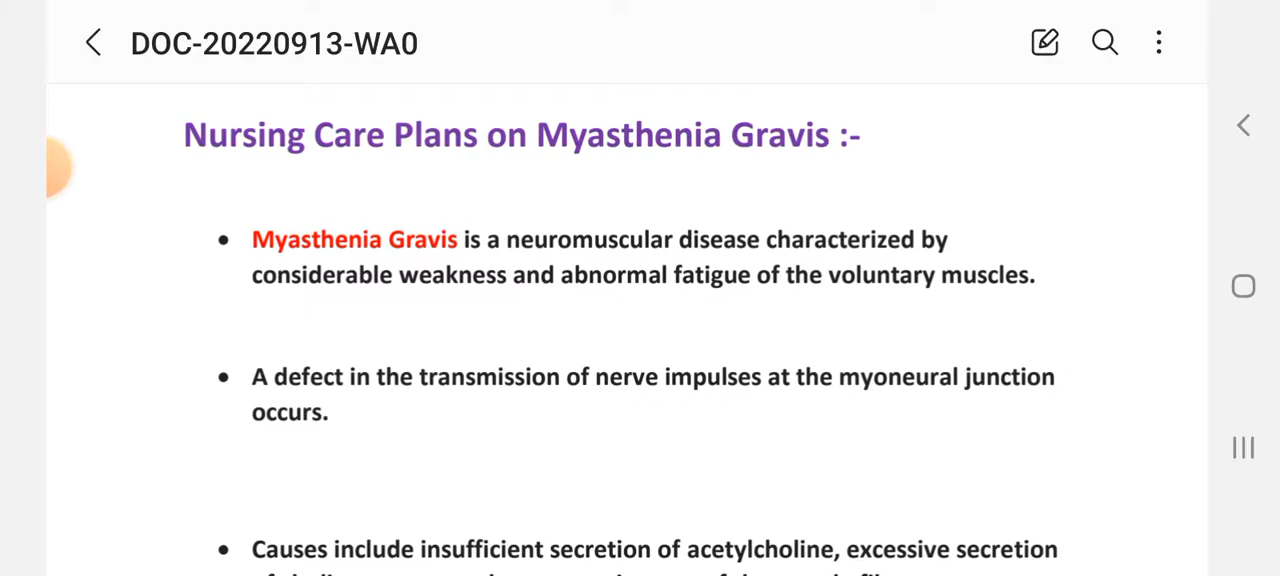 DOC-20220913-WA0
Nursing Care Plans on Myasthenia Gravis :-
• Myasthenia Gravis is a neuromuscular disease characterized by
considerable weakness and abnormal fatigue of the voluntary muscles.
• A defect in the transmission of nerve impulses at the myoneural junction
occurs.
• Causes include insufficient secretion of acetylcholine, excessive secretion